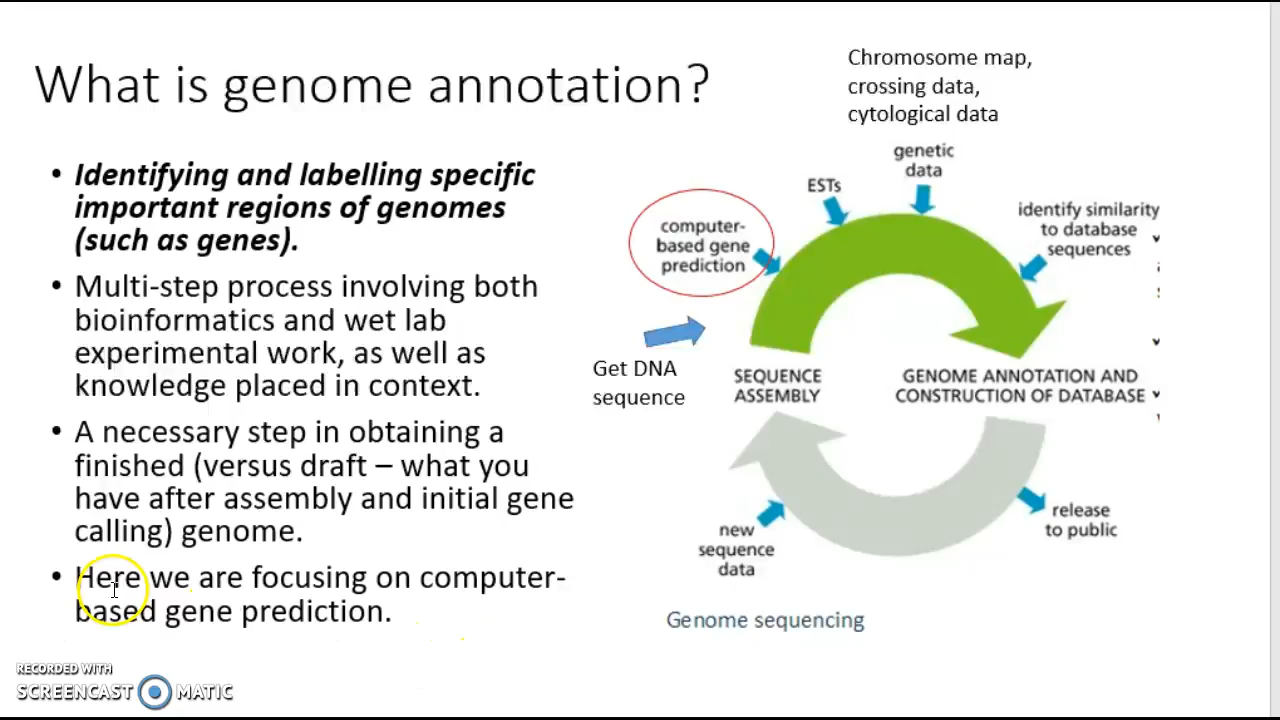 What is genome annotation?
• Identifying and labelling specific
important regions of genomes
(such as genes).
• Multi-step process involving both
bioinformatics and wet lab
experimental work, as well as
knowledge placed in context.
• A necessary step in obtaining a
finished (versus draft – what you
have after assembly and initial gene
calling) genome.
• Here we are focusing on computer-
based gene prediction.
Chromosome map,
crossing data,
cytological data
genetic
data
ESTs
computer-
based gene
prediction
identify similarity
to database
sequences
Get DNA
sequence
SEQUENCE
ASSEMBLY
GENOME ANNOTATION AND
CONSTRUCTION OF DATABASE
new
sequence
data
release
to public
Genome sequencing
RECORDED WITH
SCREENCAST MATIC